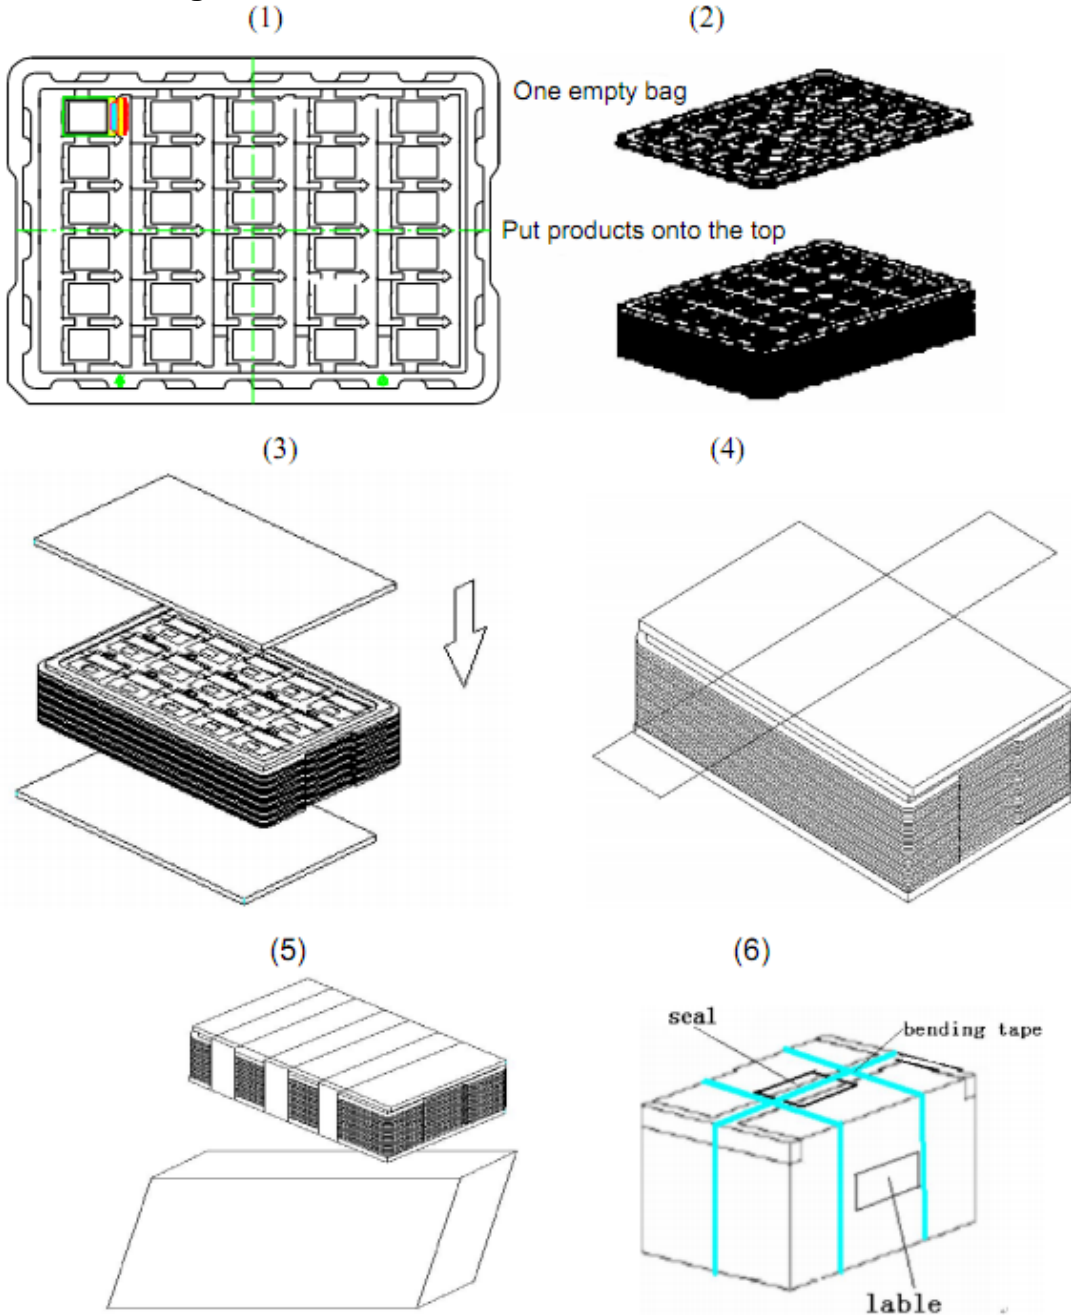 (1)
(2)
One empty bag
Put products onto the top
(3)
(4)
(5)
(6)
seal
bending tape
lable